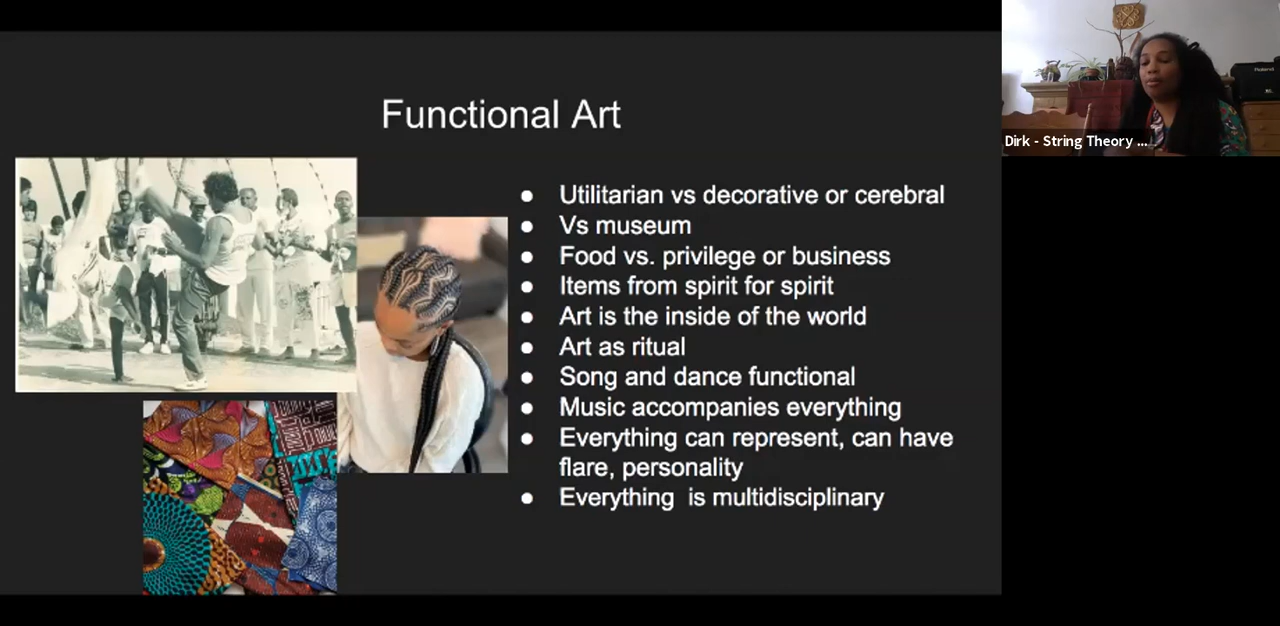 Functional Art
Utilitarian vs decorative or cerebral
Vs museum
Food vs. privilege or business
Items from spirit for spirit
Art is the inside of the world
Art as ritual
Song and dance functional
Music accompanies everything
Everything can represent, can have
flare, personality
Everything  is multidisciplinary
Dirk - String Theory ...
Roland